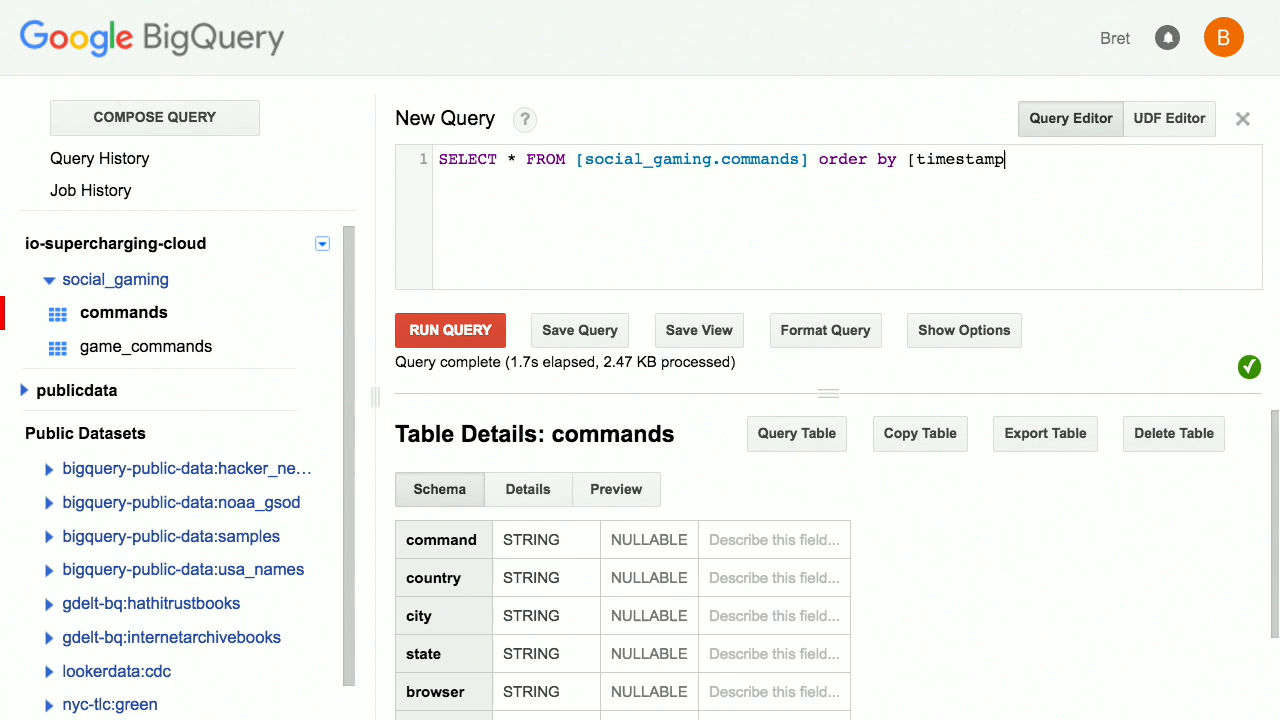 Google BigQuery
Bret
B
COMPOSE QUERY
Query History
Job History
io-supercharging-cloud
social_gaming
commands
game_commands
publicdata
Public Datasets
bigquery-public-data:hacker_ne...
bigquery-public-data:noaa_gsod
bigquery-public-data:samples
bigquery-public-data:usa_names
gdelt-bq:hathitrustbooks
gdelt-bq:internetarchivebooks
lookerdata:cdc
nyc-tlc:green
New Query ?
Query Editor UDF Editor
1 SELECT * FROM [social_gaming.commands] order by [timestamp
RUN QUERY Save Query Save View Format Query Show Options
Query complete (1.7s elapsed, 2.47 KB processed)
Table Details: commands
Query Table Copy Table Export Table Delete Table
Schema Details Preview
command STRING NULLABLE Describe this field...
country STRING NULLABLE Describe this field...
city STRING NULLABLE Describe this field...
state STRING NULLABLE Describe this field...
browser STRING NULLABLE Describe this field...